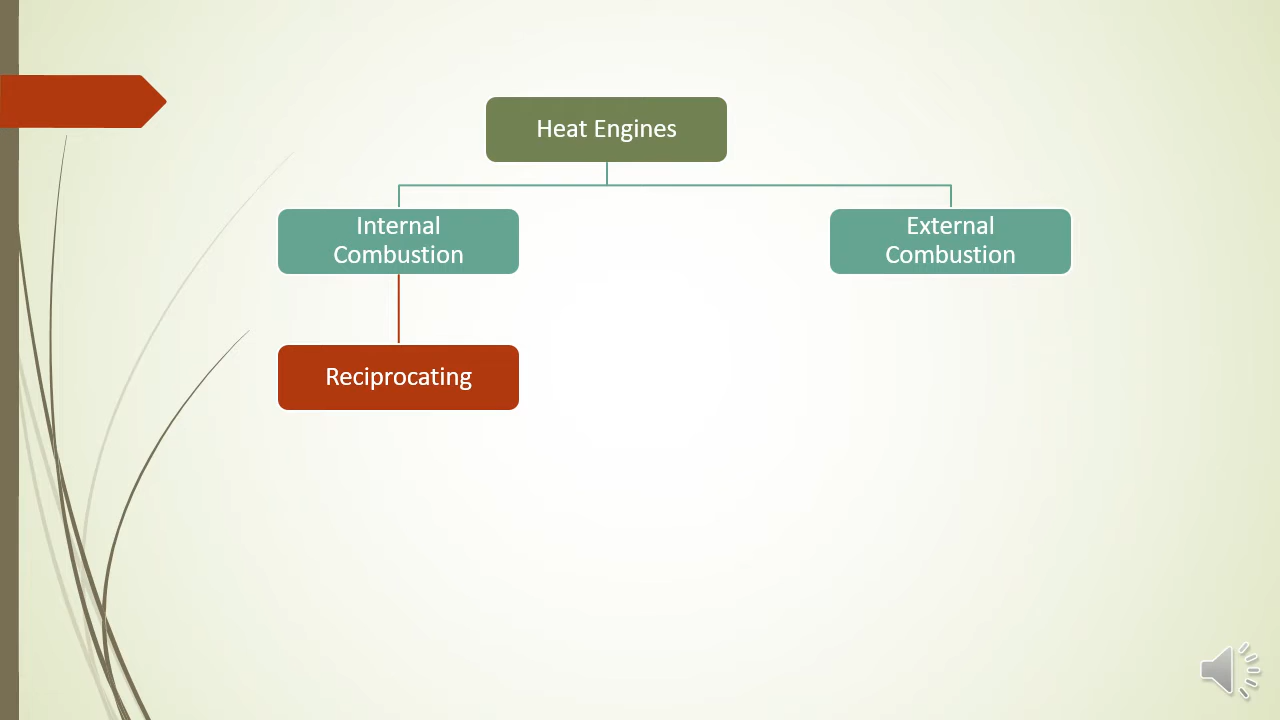 Heat Engines
Internal
Combustion
External
Combustion
Reciprocating